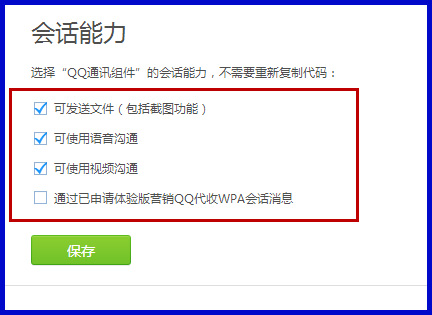 会话能力
选择“QQ通讯组件”的会话能力，不需要重新复制代码：
可发送文件（包括截图功能）
可使用语音沟通
可使用视频沟通
通过已申请体验版营销QQ代收WPA会话消息
保存